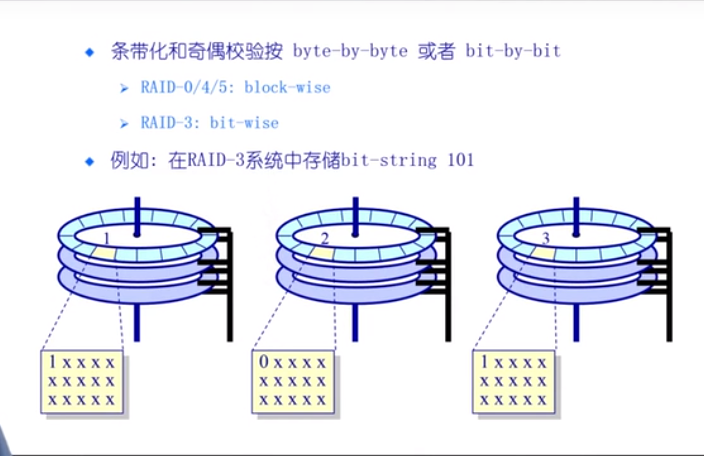 条带化和奇偶校验按 byte-by-byte 或者 bit-by-bit
RAID-0/4/5: block-wise
RAID-3: bit-wise
例如: 在RAID-3系统中存储bit-string 101
1
2
3
1 x x x x
x x x x x
x x x x x
0 x x x x
x x x x x
x x x x x
1 x x x x
x x x x x
x x x x x